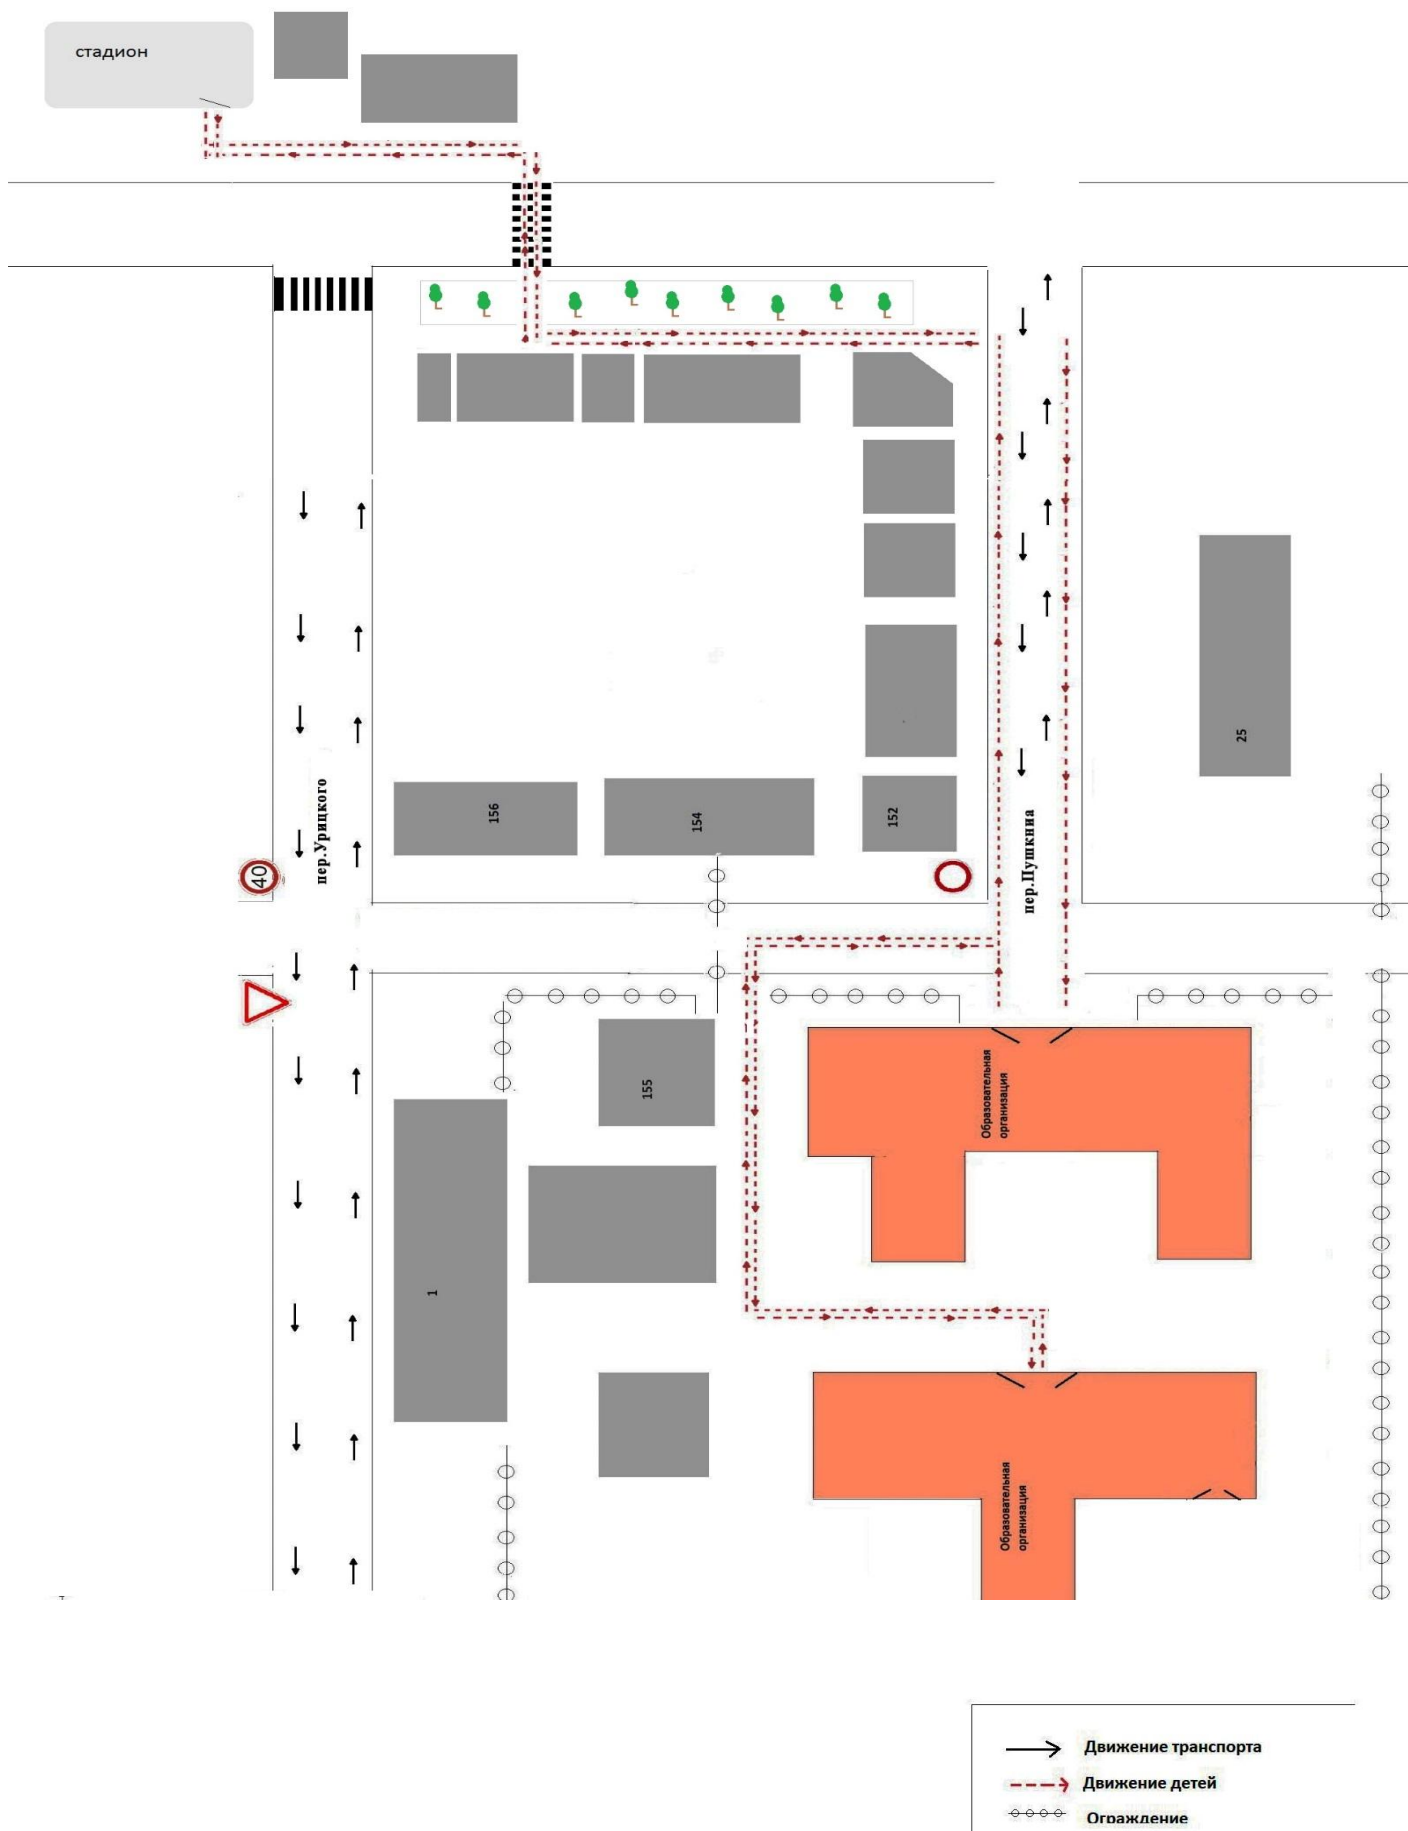 стадион
25
156
154
152
пер.Урицкого
пер.Пушкина
40
155
Образовательная
организация
1
Образовательная
организация
Движение транспорта
Движение детей
Ограждение